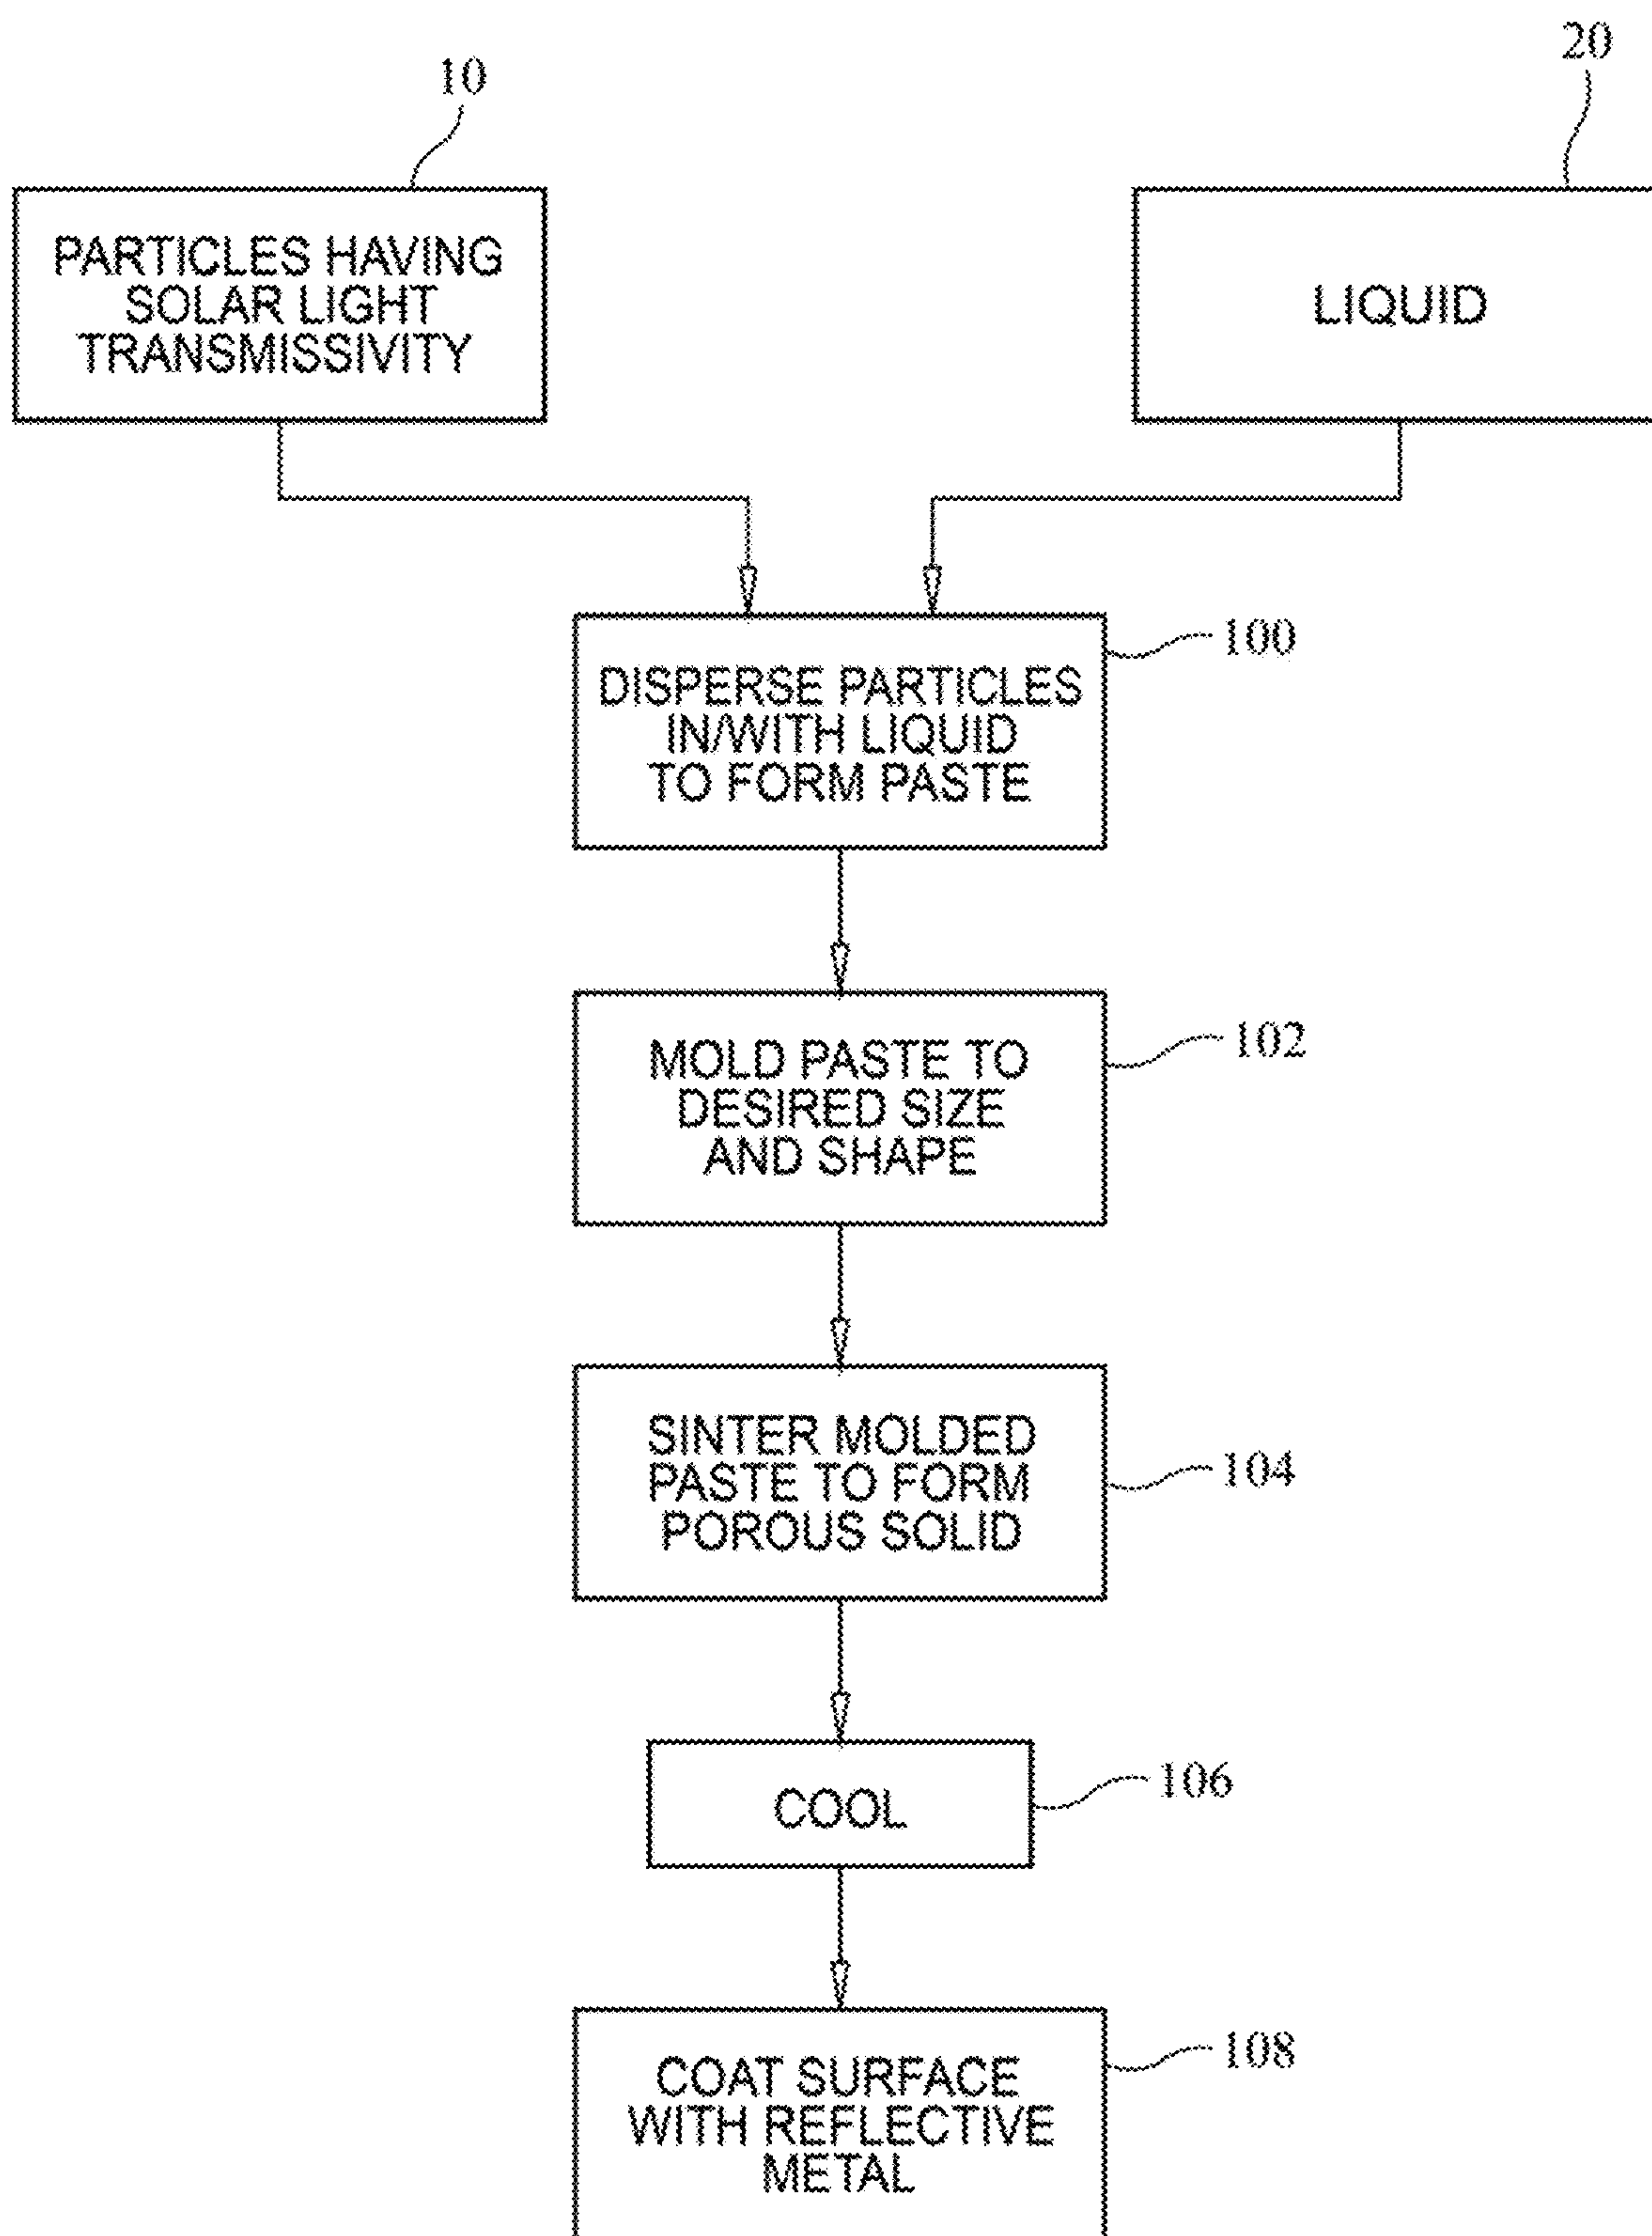 10
20
PARTICLES HAVING
SOLAR LIGHT
TRANSMISSIVITY
LIQUID
100
DISPERSE PARTICLES
IN/WITH LIQUID
TO FORM PASTE
102
MOLD PASTE TO
DESIRED SIZE
AND SHAPE
104
SINTER MOLDED
PASTE TO FORM
POROUS SOLID
106
COOL
108
COAT SURFACE
WITH REFLECTIVE
METAL